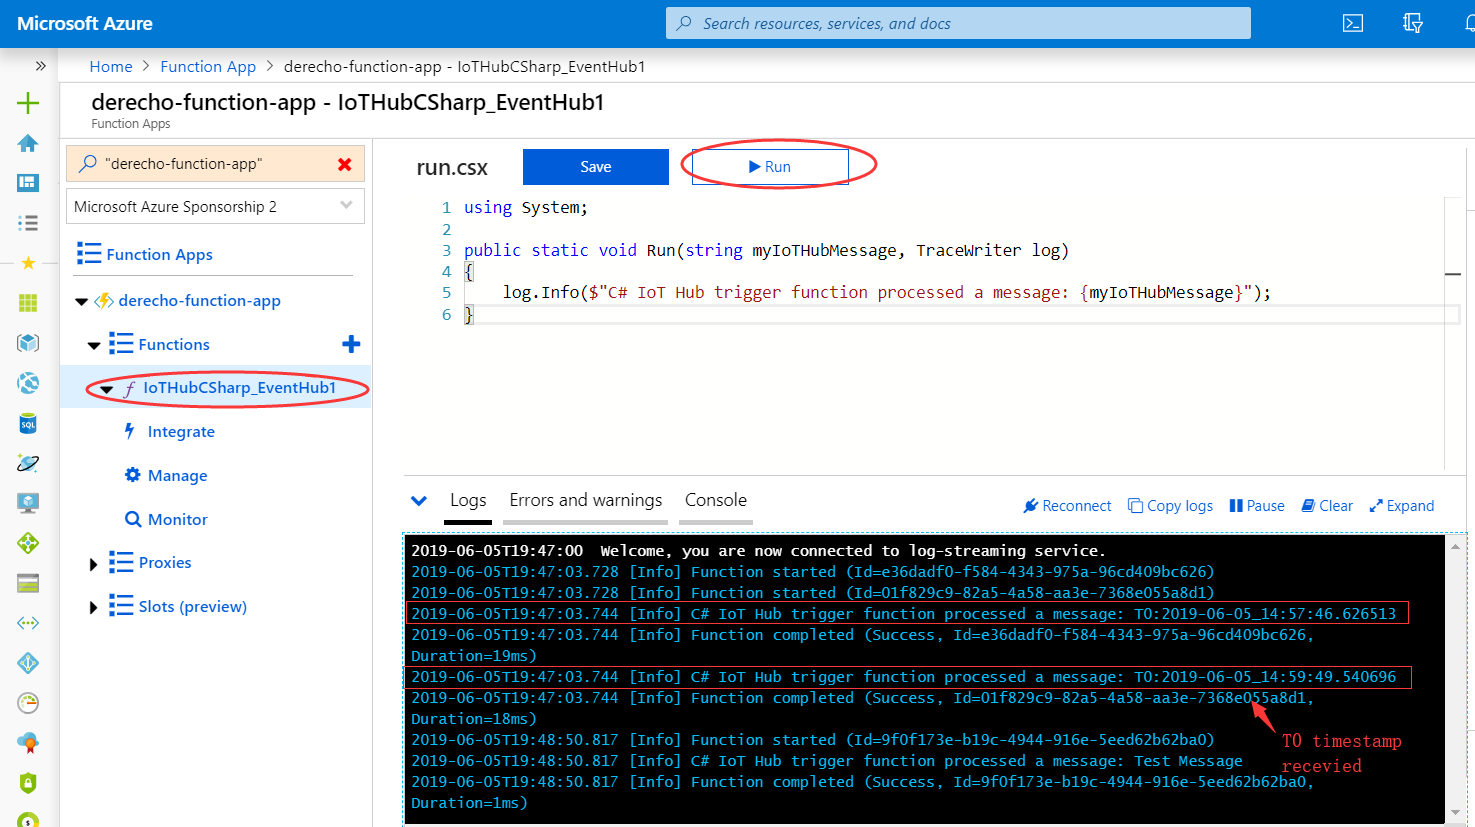 Microsoft Azure
Search resources, services, and docs
Home > Function App > derecho-function-app - IoTHubCSharp_EventHub1
derecho-function-app - IoTHubCSharp_EventHub1
Function Apps
"derecho-function-app"
Microsoft Azure Sponsorship 2
Function Apps
derecho-function-app
Functions
IoTHubCSharp_EventHub1
Integrate
Manage
Monitor
Proxies
Slots (preview)
SQL
run.csx
Save
Run
1 using System;
2
3 public static void Run(string myIoTHubMessage, TraceWriter log)
4 {
5 log.Info($"C# IoT Hub trigger function processed a message: {myIoTHubMessage}");
6 }
Logs
Errors and warnings
Console
Reconnect
Copy logs
Pause
Clear
Expand
2019-06-05T19:47:00 Welcome, you are now connected to log-streaming service.
2019-06-05T19:47:03.728 [Info] Function started (Id=e36dadf0-f584-4343-975a-96cd409bc626)
2019-06-05T19:47:03.728 [Info] Function started (Id=01f829c9-82a5-4a58-aa3e-7368e055a8d1)
2019-06-05T19:47:03.744 [Info] C# IoT Hub trigger function processed a message: T0:2019-06-05_14:57:46.626513
2019-06-05T19:47:03.744 [Info] Function completed (Success, Id=e36dadf0-f584-4343-975a-96cd409bc626,
Duration=19ms)
2019-06-05T19:47:03.744 [Info] C# IoT Hub trigger function processed a message: T0:2019-06-05_14:59:49.540696
2019-06-05T19:47:03.744 [Info] Function completed (Success, Id=01f829c9-82a5-4a58-aa3e-7368e055a8d1,
Duration=18ms)
2019-06-05T19:48:50.817 [Info] Function started (Id=9f0f173e-b19c-4944-916e-5eed62b62ba0)
2019-06-05T19:48:50.817 [Info] C# IoT Hub trigger function processed a message: Test Message
2019-06-05T19:48:50.817 [Info] Function completed (Success, Id=9f0f173e-b19c-4944-916e-5eed62b62ba0,
Duration=1ms)
T0 timestamp
recevied